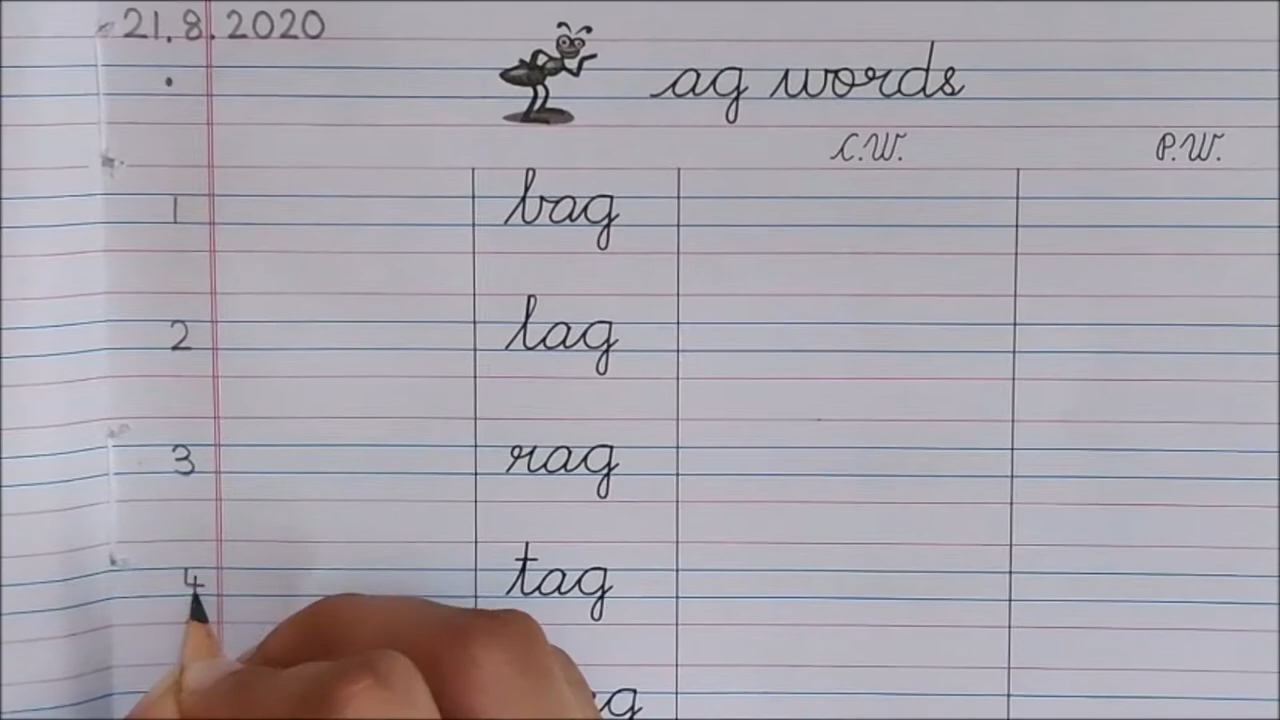 21.8.2020
ag words
C.W. P.W.
1 bag
2 lag
3 rag
4 tag